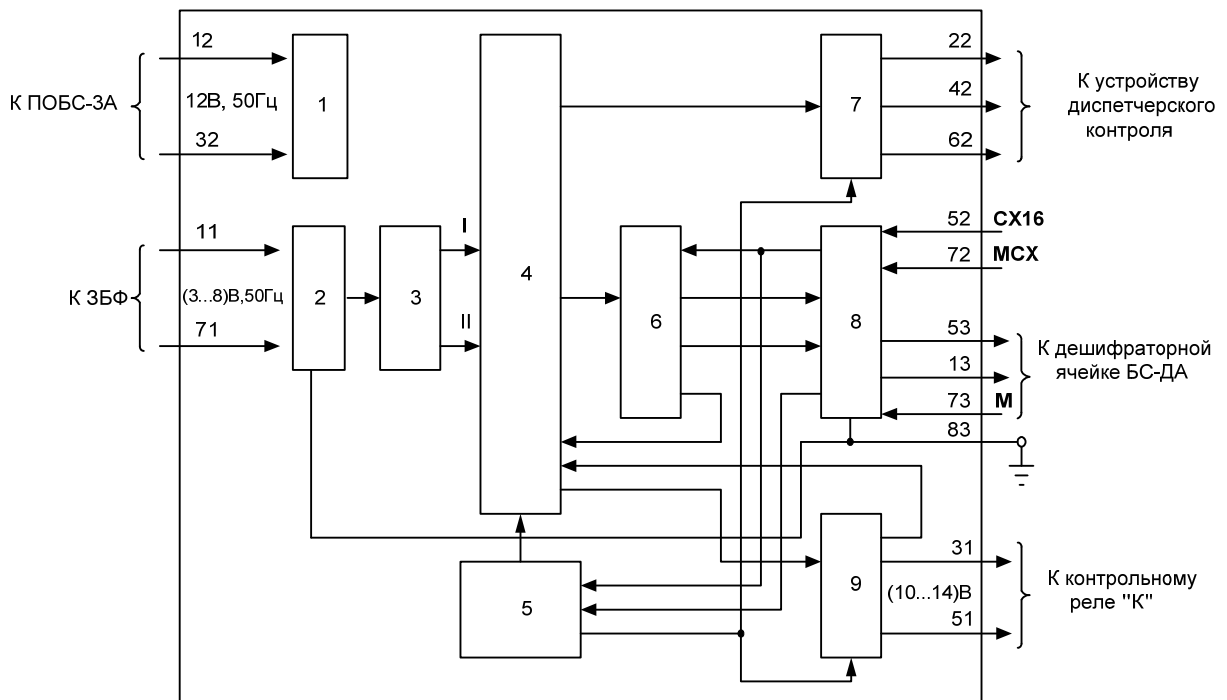 12
22
К ПОБС-3А
12В, 50Гц
1
7
42
К устройству
диспетчерского
контроля
32
62
11
I
52
СХ16
72
МСХ
К ЗБФ
(3...8)В,50Гц
2
3
4
6
8
71
II
53
13
К дешифраторной
ячейке БС-ДА
73
М
83
31
5
9
(10...14)В
К контрольному
реле "К"
51